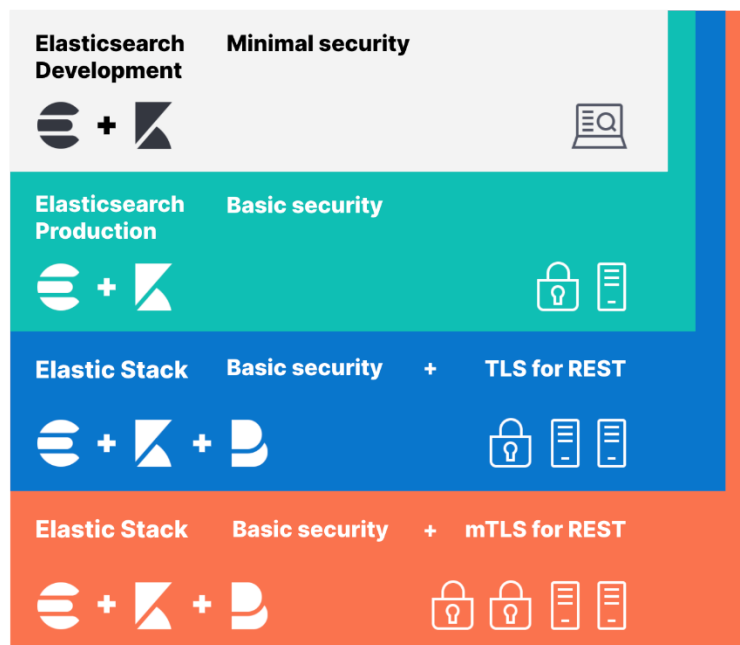 Elasticsearch Development Minimal security
+
Elasticsearch Production Basic security
+
Elastic Stack Basic security + TLS for REST
+ +
Elastic Stack Basic security + mTLS for REST
+ +